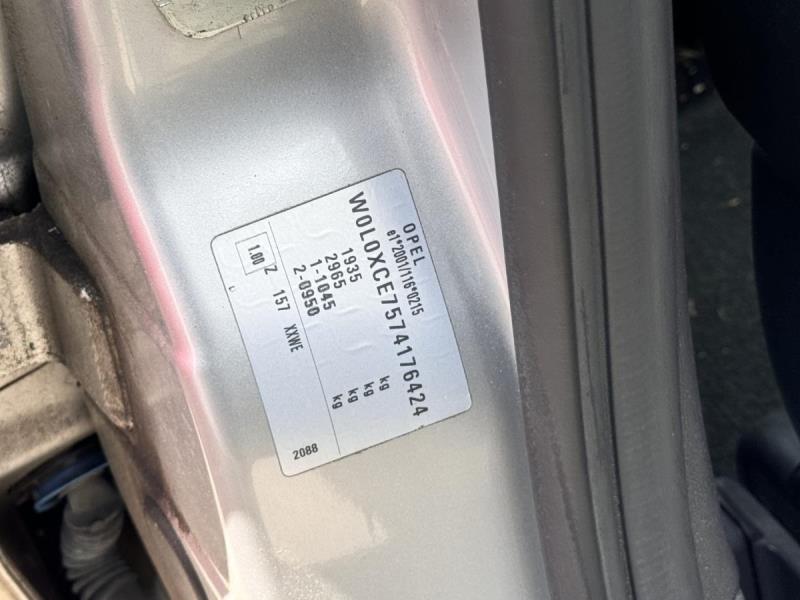 OPEL
e1*2001/116*0215
W0L0XCE7574176424
1935 kg
2965 kg
1-1045 kg
2-0950 kg
1.00 Z 157 XXWE 2088